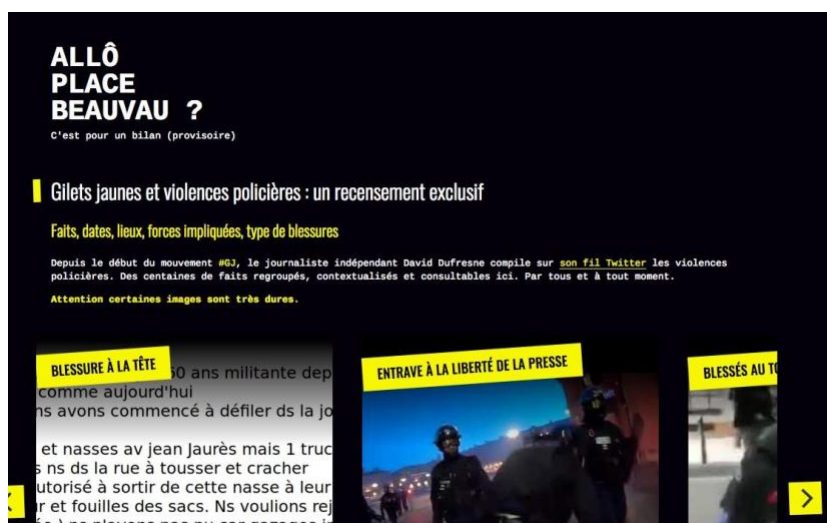 ALLÔ
PLACE
BEAUVAU ?
C'est pour un bilan (provisoire)
Gilets jaunes et violences policières : un recensement exclusif
Faits, dates, lieux, forces impliquées, type de blessures
Depuis le début du mouvement #GJ, le journaliste indépendant David Dufresne compile sur son fil Twitter les violences
policières. Des centaines de faits regroupés, contextualisés et consultables ici. Par tous et à tout moment.
Attention certaines images sont très dures.
BLESSURE À LA TÊTE
60 ans militante dep
comme aujourd'hui
ns avons commencé à défiler ds la jo
et nasses av jean Jaurès mais 1 truc
s ns ds la rue à tousser et cracher
utorisé à sortir de cette nasse à leur
r et fouilles des sacs. Ns voulions rej
ENTRAVE À LA LIBERTÉ DE LA PRESSE
BLESSÉS AU